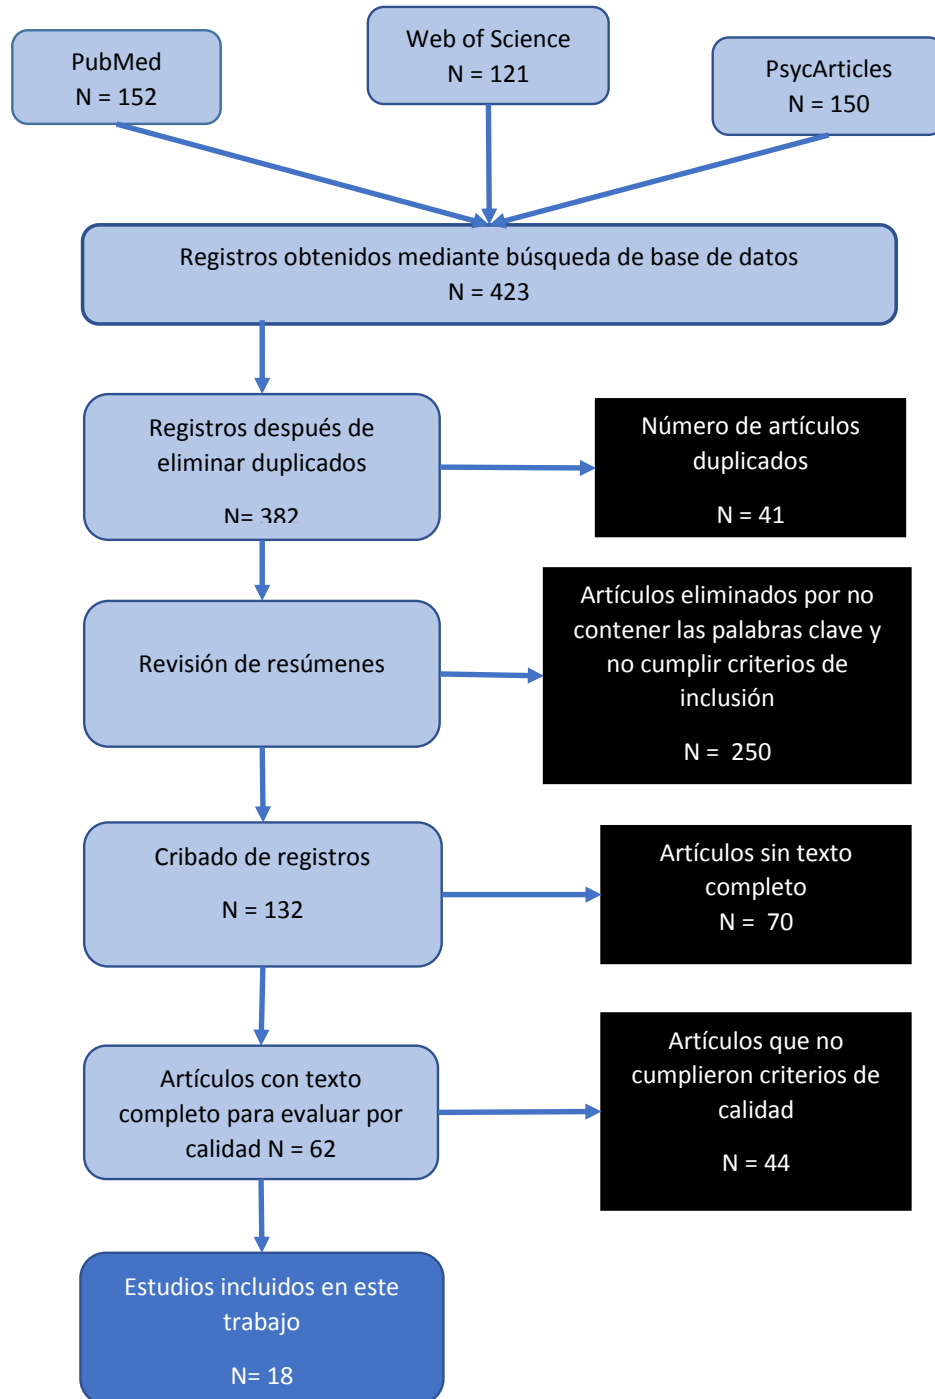 PubMed
N = 152
Web of Science
N = 121
PsycArticles
N = 150
Registros obtenidos mediante búsqueda de base de datos
N = 423
Registros después de
eliminar duplicados
N= 382
Número de artículos
duplicados
N = 41
Revisión de resúmenes
Artículos eliminados por no
contener las palabras clave y
no cumplir criterios de
inclusión
N =  250
Cribado de registros
N = 132
Artículos sin texto
completo
N =  70
Artículos con texto
completo para evaluar por
calidad N = 62
Artículos que no
cumplieron criterios de
calidad
N = 44
Estudios incluidos en este
trabajo
N= 18